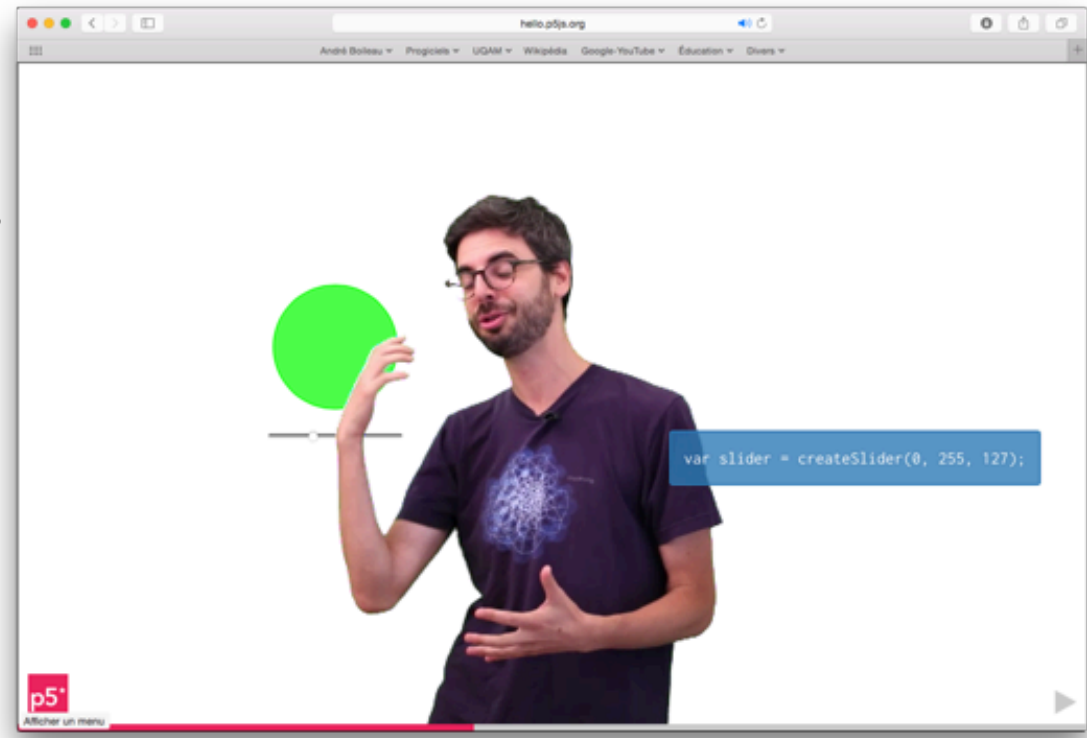 hello.p5js.org
André Boileau Progiciels UQAM Wikipédia Google-YouTube Éducation Divers
var slider = createSlider(0, 255, 127);
p5*
Afficher un menu